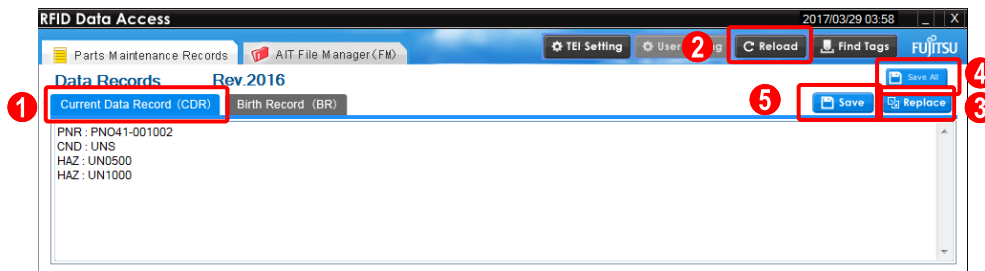 RFID Data Access 2017/03/29 03:58 _ X
Parts Maintenance Records AIT File Manager(FM) TEI Setting User 2 g Reload Find Tags FUJITSU
Data Records Rev.2016 Save All 4
1 Current Data Record (CDR) Birth Record (BR) 5 Save Replace 3
PNR : PNO41-001002
CND : UNS
HAZ : UN0500
HAZ : UN1000